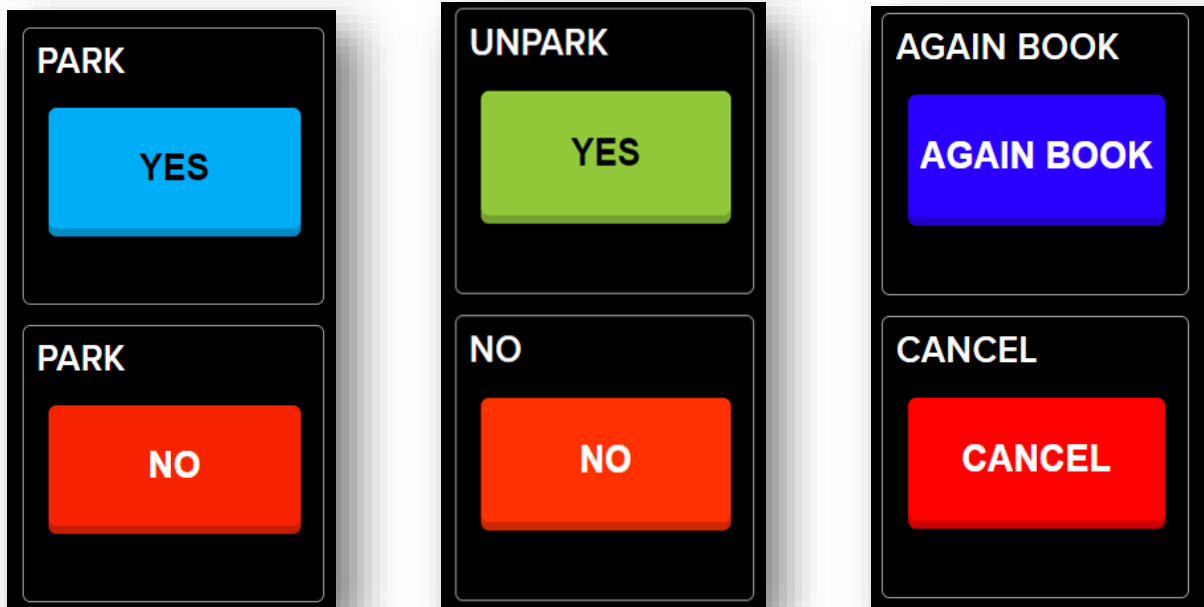 PARK
YES
PARK
NO
UNPARK
YES
NO
NO
AGAIN BOOK
AGAIN BOOK
CANCEL
CANCEL